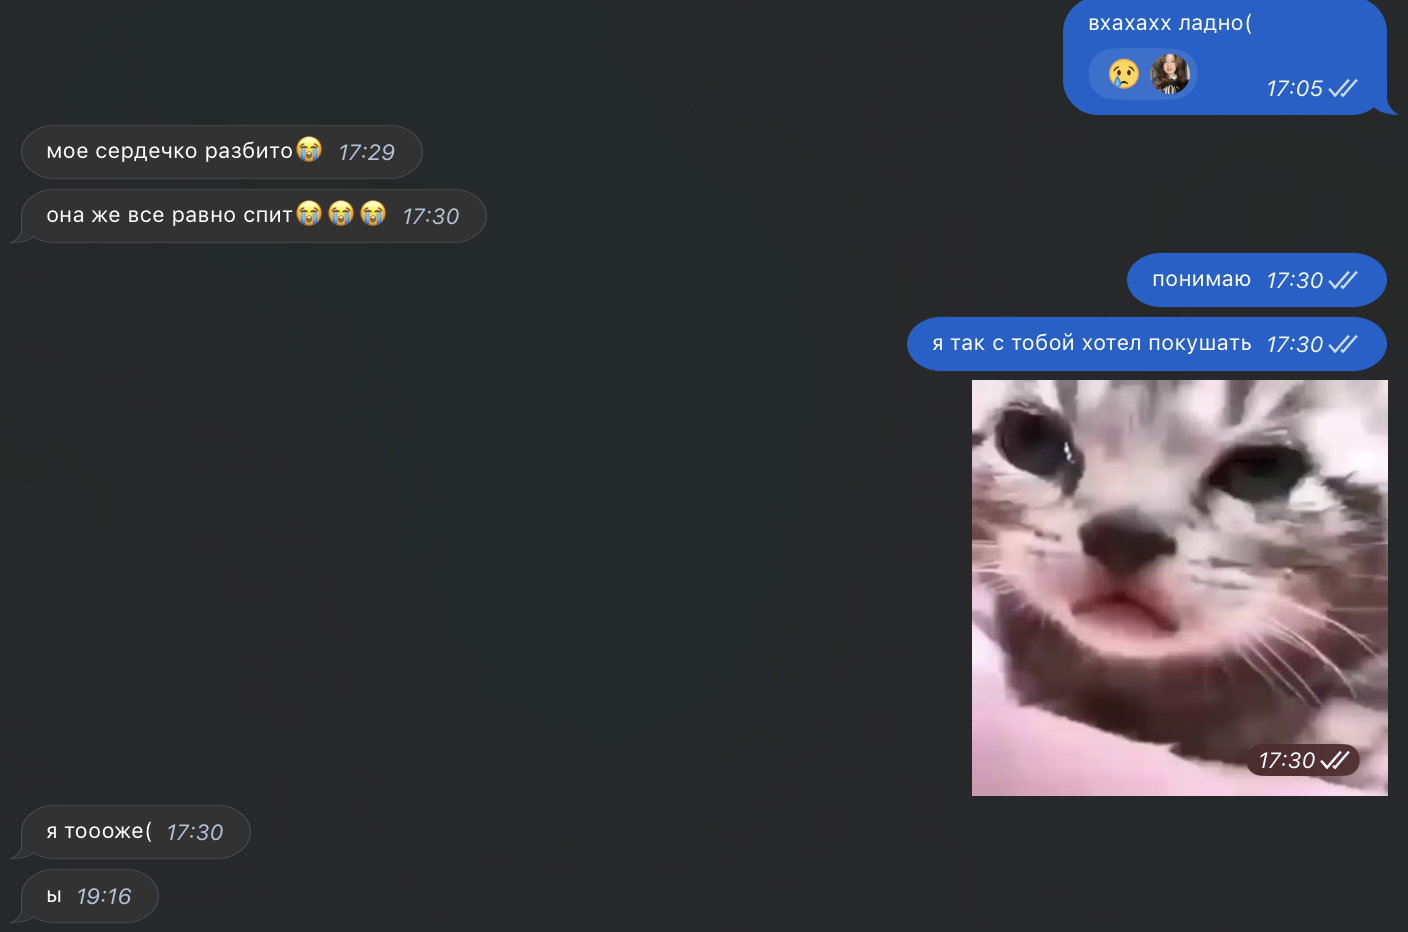 вхахахх ладно(
😢 17:05
мое сердечко разбито😭 17:29
она же все равно спит😭😭😭 17:30
понимаю 17:30
я так с тобой хотел покушать 17:30
17:30
я тоооже( 17:30
ы 19:16